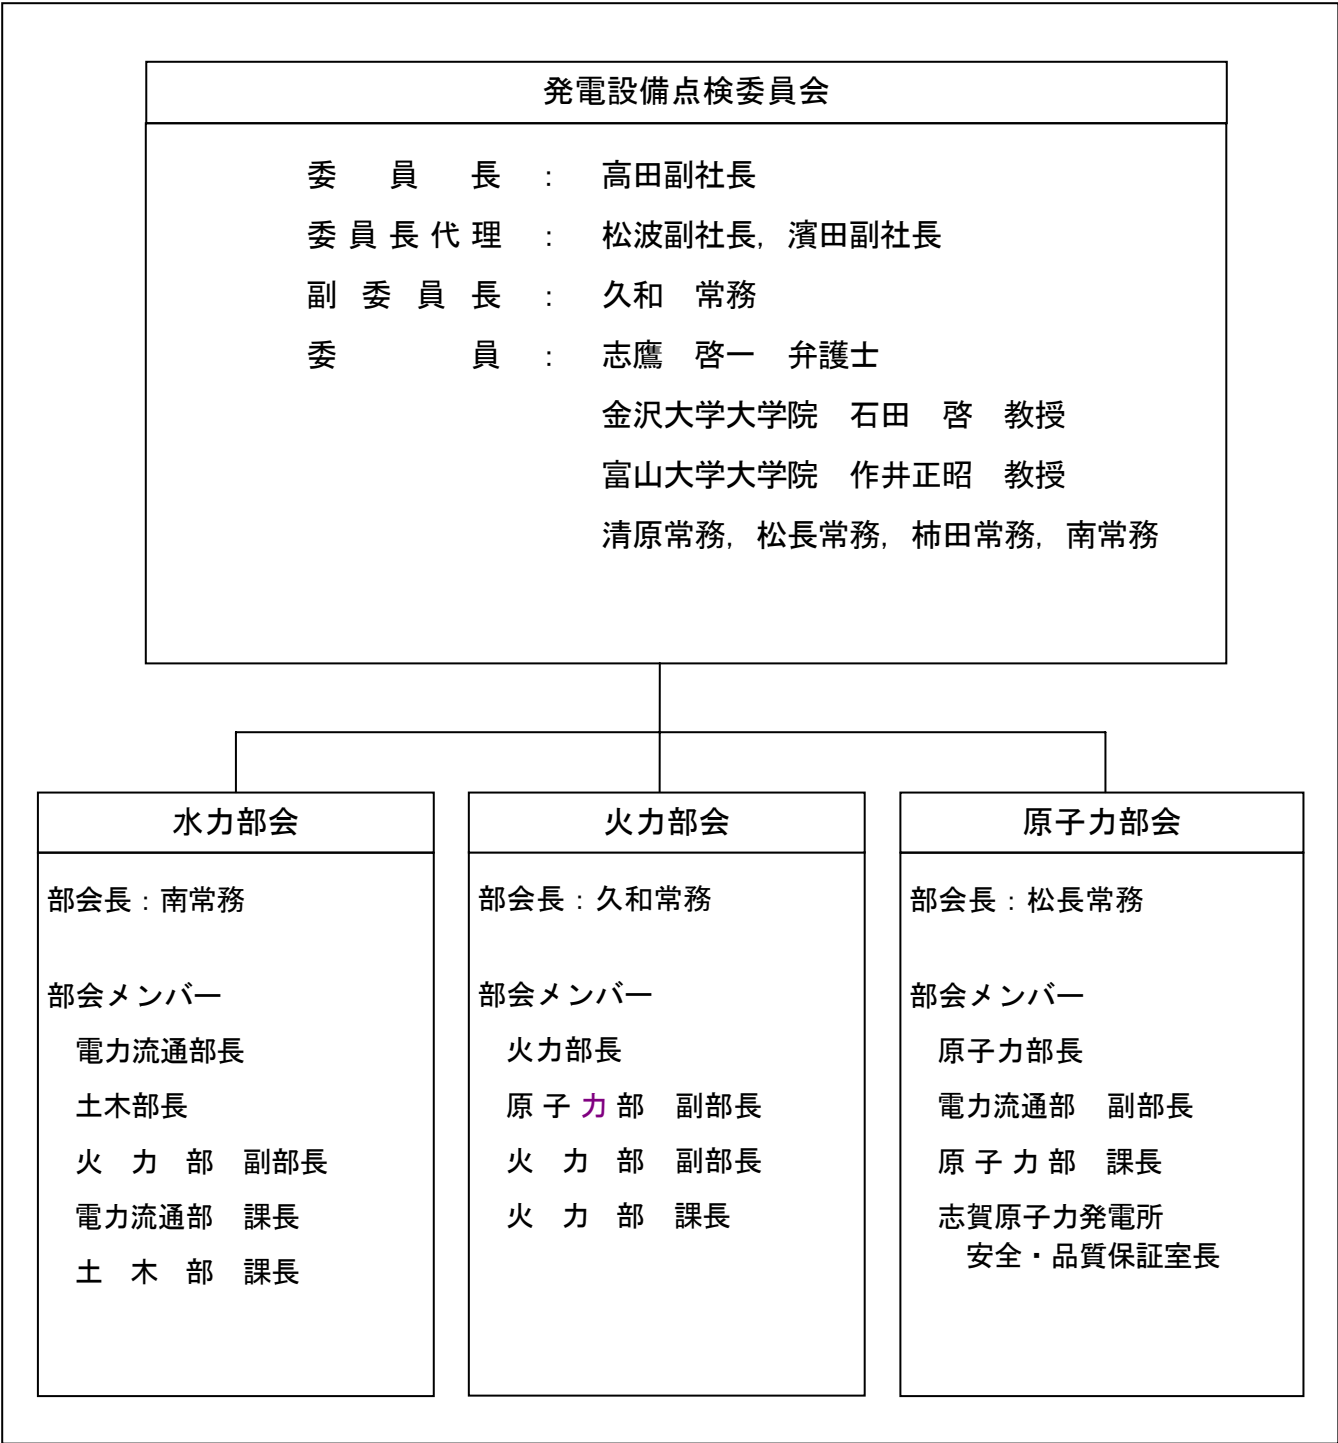 発電設備点検委員会
委員長 : 高田副社長
委員長代理 : 松波副社長, 濱田副社長
副委員長 : 久和 常務
委員 : 志鷹 啓一 弁護士
金沢大学大学院 石田 啓 教授
富山大学大学院 作井正昭 教授
清原常務, 松長常務, 柿田常務, 南常務
水力部会
部会長：南常務
部会メンバー
電力流通部長
土木部長
火力部 副部長
電力流通部 課長
土木部 課長
火力部会
部会長：久和常務
部会メンバー
火力部長
原子力部 副部長
火力部 副部長
火力部 課長
原子力部会
部会長：松長常務
部会メンバー
原子力部長
電力流通部 副部長
原子力部 課長
志賀原子力発電所
安全・品質保証室長